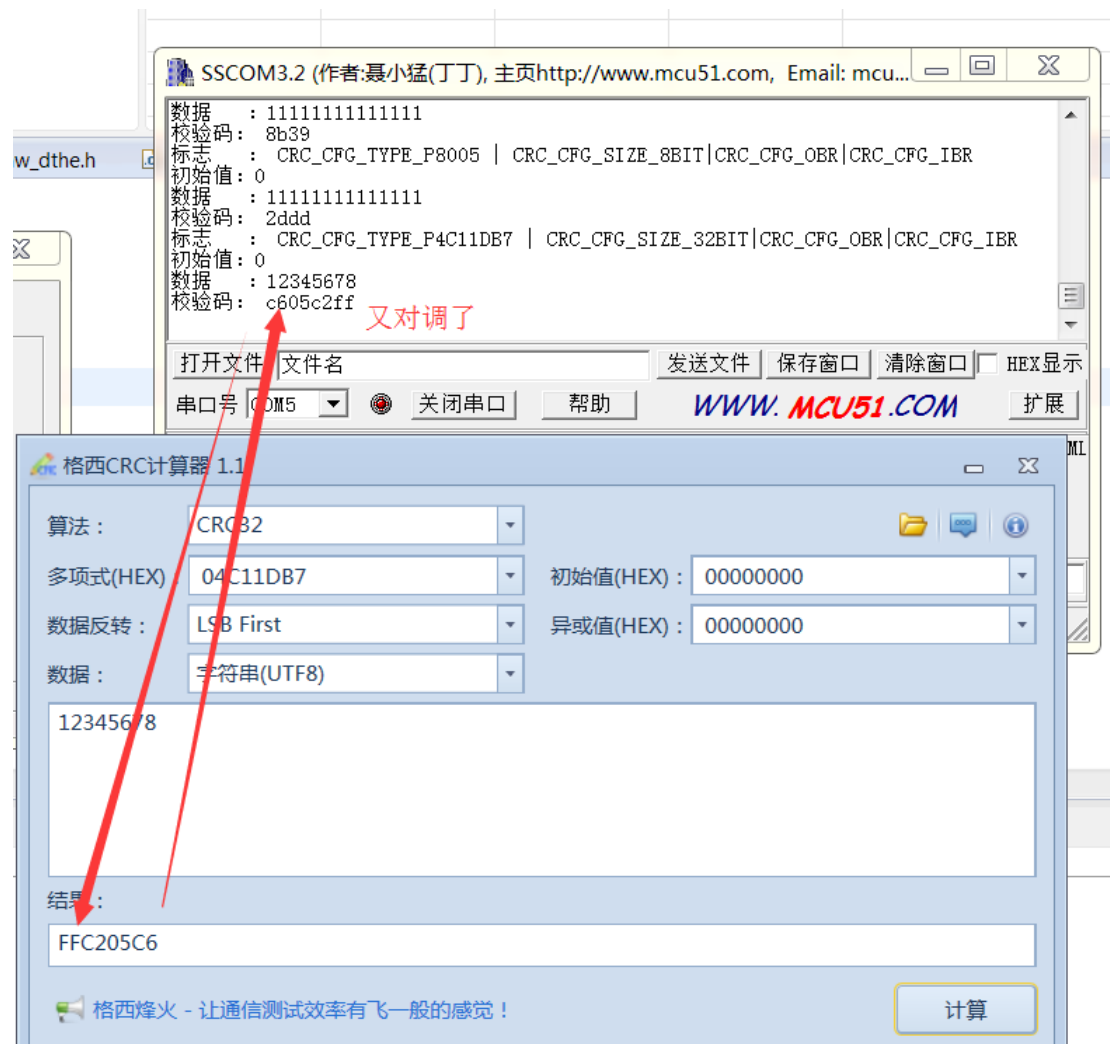 SSCOM3.2 (作者:聂小猛(丁丁), 主页http://www.mcu51.com, Email: mcu...
数据 : 11111111111111
校验码: 8b39
标志 : CRC_CFG_TYPE_P8005 | CRC_CFG_SIZE_8BIT|CRC_CFG_OBR|CRC_CFG_IBR
初始值: 0
数据 : 11111111111111
校验码: 2ddd
标志 : CRC_CFG_TYPE_P4C11DB7 | CRC_CFG_SIZE_32BIT|CRC_CFG_OBR|CRC_CFG_IBR
初始值: 0
数据 : 12345678
校验码: c605c2ff
又对调了
w_dthe.h
打开文件 文件名 发送文件 保存窗口 清除窗口 HEX显示
串口号 COM5 关闭串口 帮助 WWW. MCU51 .COM 扩展
ML
格西CRC计算器 1.1
算法: CRC32
多项式(HEX): 04C11DB7 初始值(HEX): 00000000
数据反转: LSB First 异或值(HEX): 00000000
数据: 字符串(UTF8)
12345678
结果:
FFC205C6
格西烽火 - 让通信测试效率有飞一般的感觉!
计算